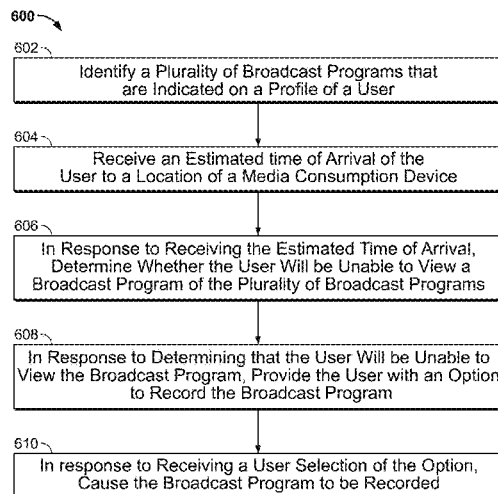 600
602
Identify a Plurality of Broadcast Programs that
are Indicated on a Profile of a User
604
Receive an Estimated time of Arrival of the
User to a Location of a Media Consumption Device
606
In Response to Receiving the Estimated Time of Arrival,
Determine Whether the User Will be Unable to View a
Broadcast Program of the Plurality of Broadcast Programs
608
In Response to Determining that the User Will be Unable to
View the Broadcast Program, Provide the User with an Option
to Record the Broadcast Program
610
In response to Receiving a User Selection of the Option,
Cause the Broadcast Program to be Recorded